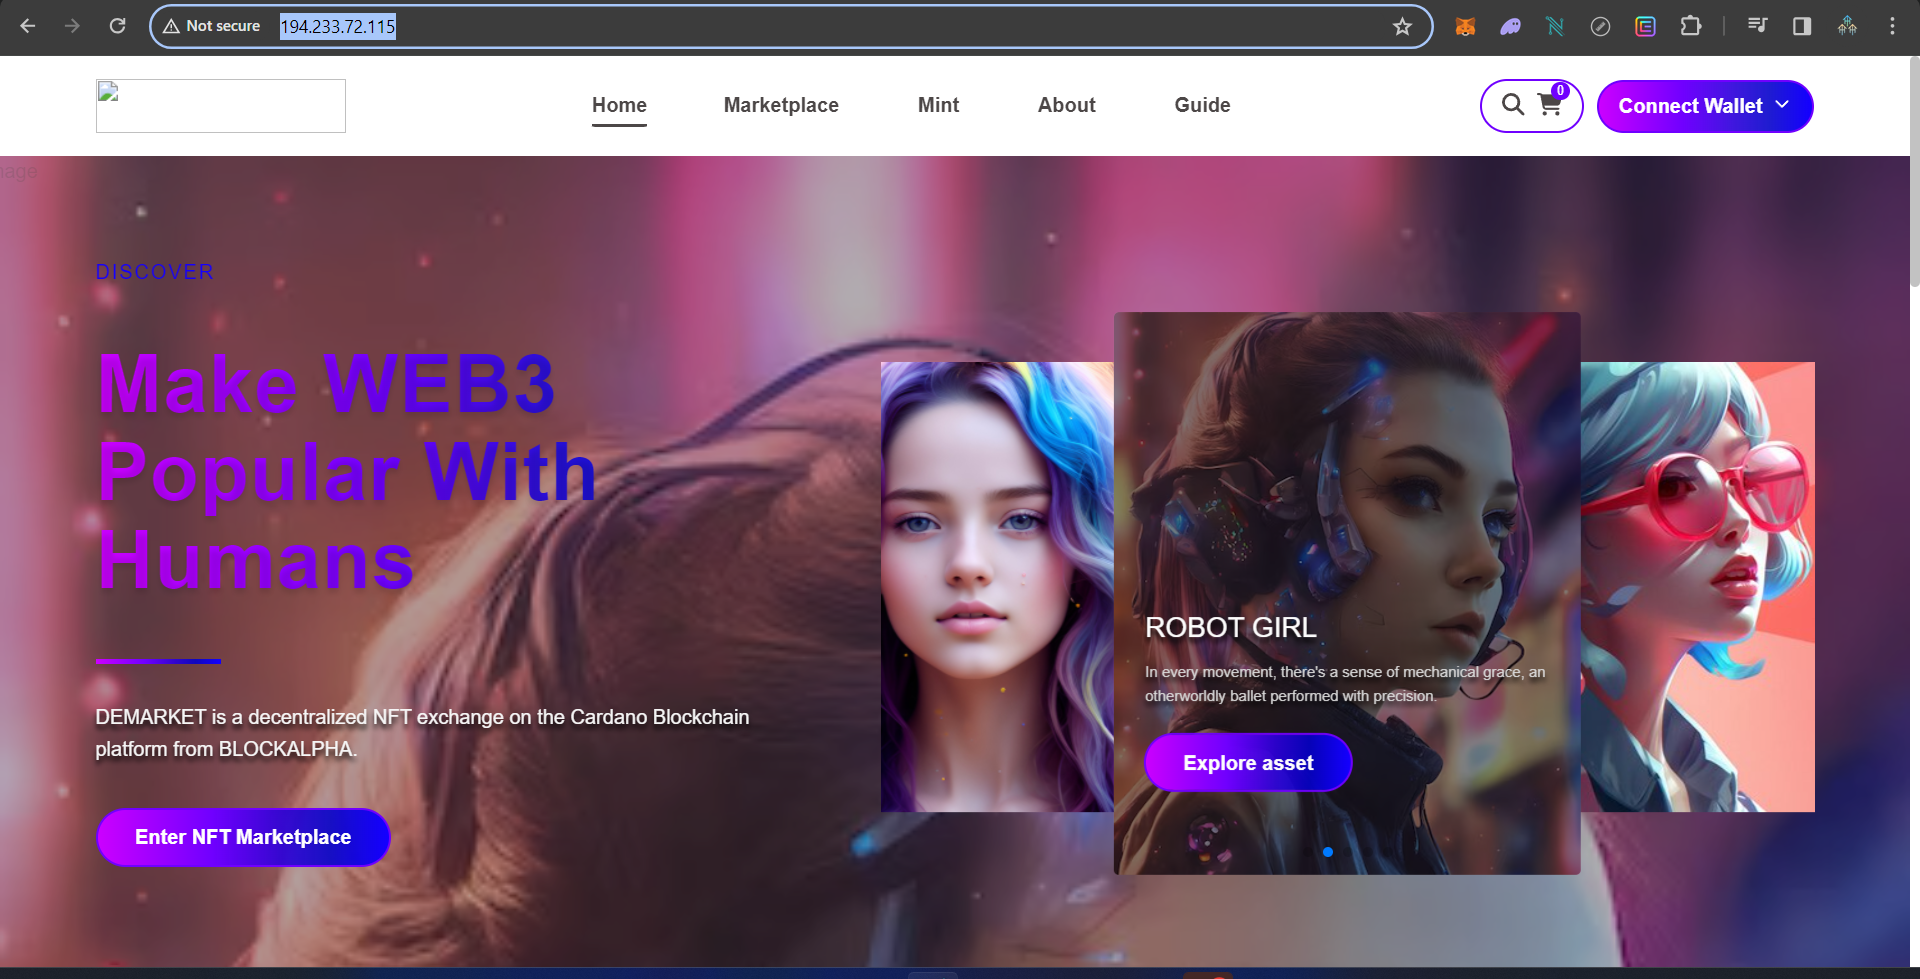 Not secure 194.233.72.115
Home Marketplace Mint About Guide
0
Connect Wallet
DISCOVER
Make WEB3
Popular With
Humans
DEMARKET is a decentralized NFT exchange on the Cardano Blockchain
platform from BLOCKALPHA.
Enter NFT Marketplace
ROBOT GIRL
In every movement, there's a sense of mechanical grace, an
otherworldly ballet performed with precision.
Explore asset